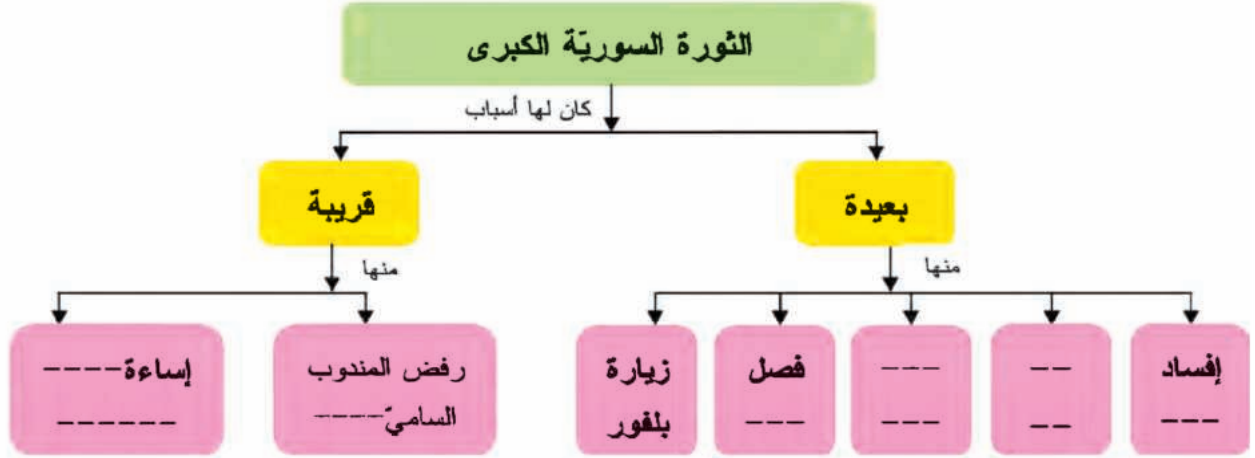 الثورة السوريّة الكبرى
كان لها أسباب
بعيدة
قريبة
منها
منها
إفساد
---
--
--
---
---
فصل
---
زيارة
بلفور
رفض المندوب
الساميّ----
إساءة----
------